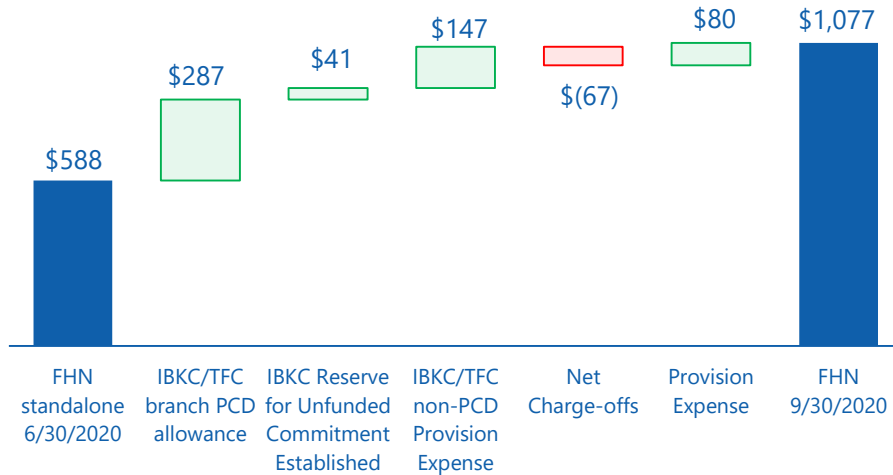 $588
$287
$41
$147
$(67)
$80
$1,077
FHN
standalone
6/30/2020
IBKC/TFC
branch PCD
allowance
IBKC Reserve
for Unfunded
Commitment
Established
IBKC/TFC
non-PCD
Provision
Expense
Net
Charge-offs
Provision
Expense
FHN
9/30/2020